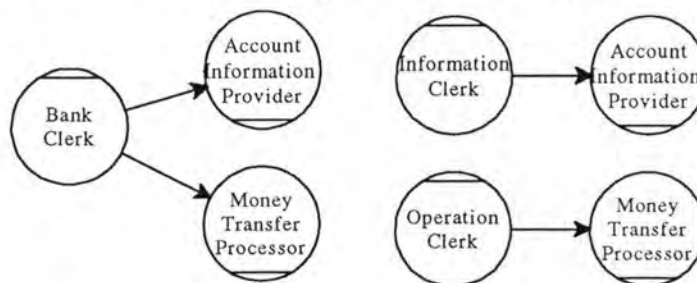 Account
Information
Provider
Bank
Clerk
Money
Transfer
Processor
Information
Clerk
Account
Information
Provider
Operation
Clerk
Money
Transfer
Processor